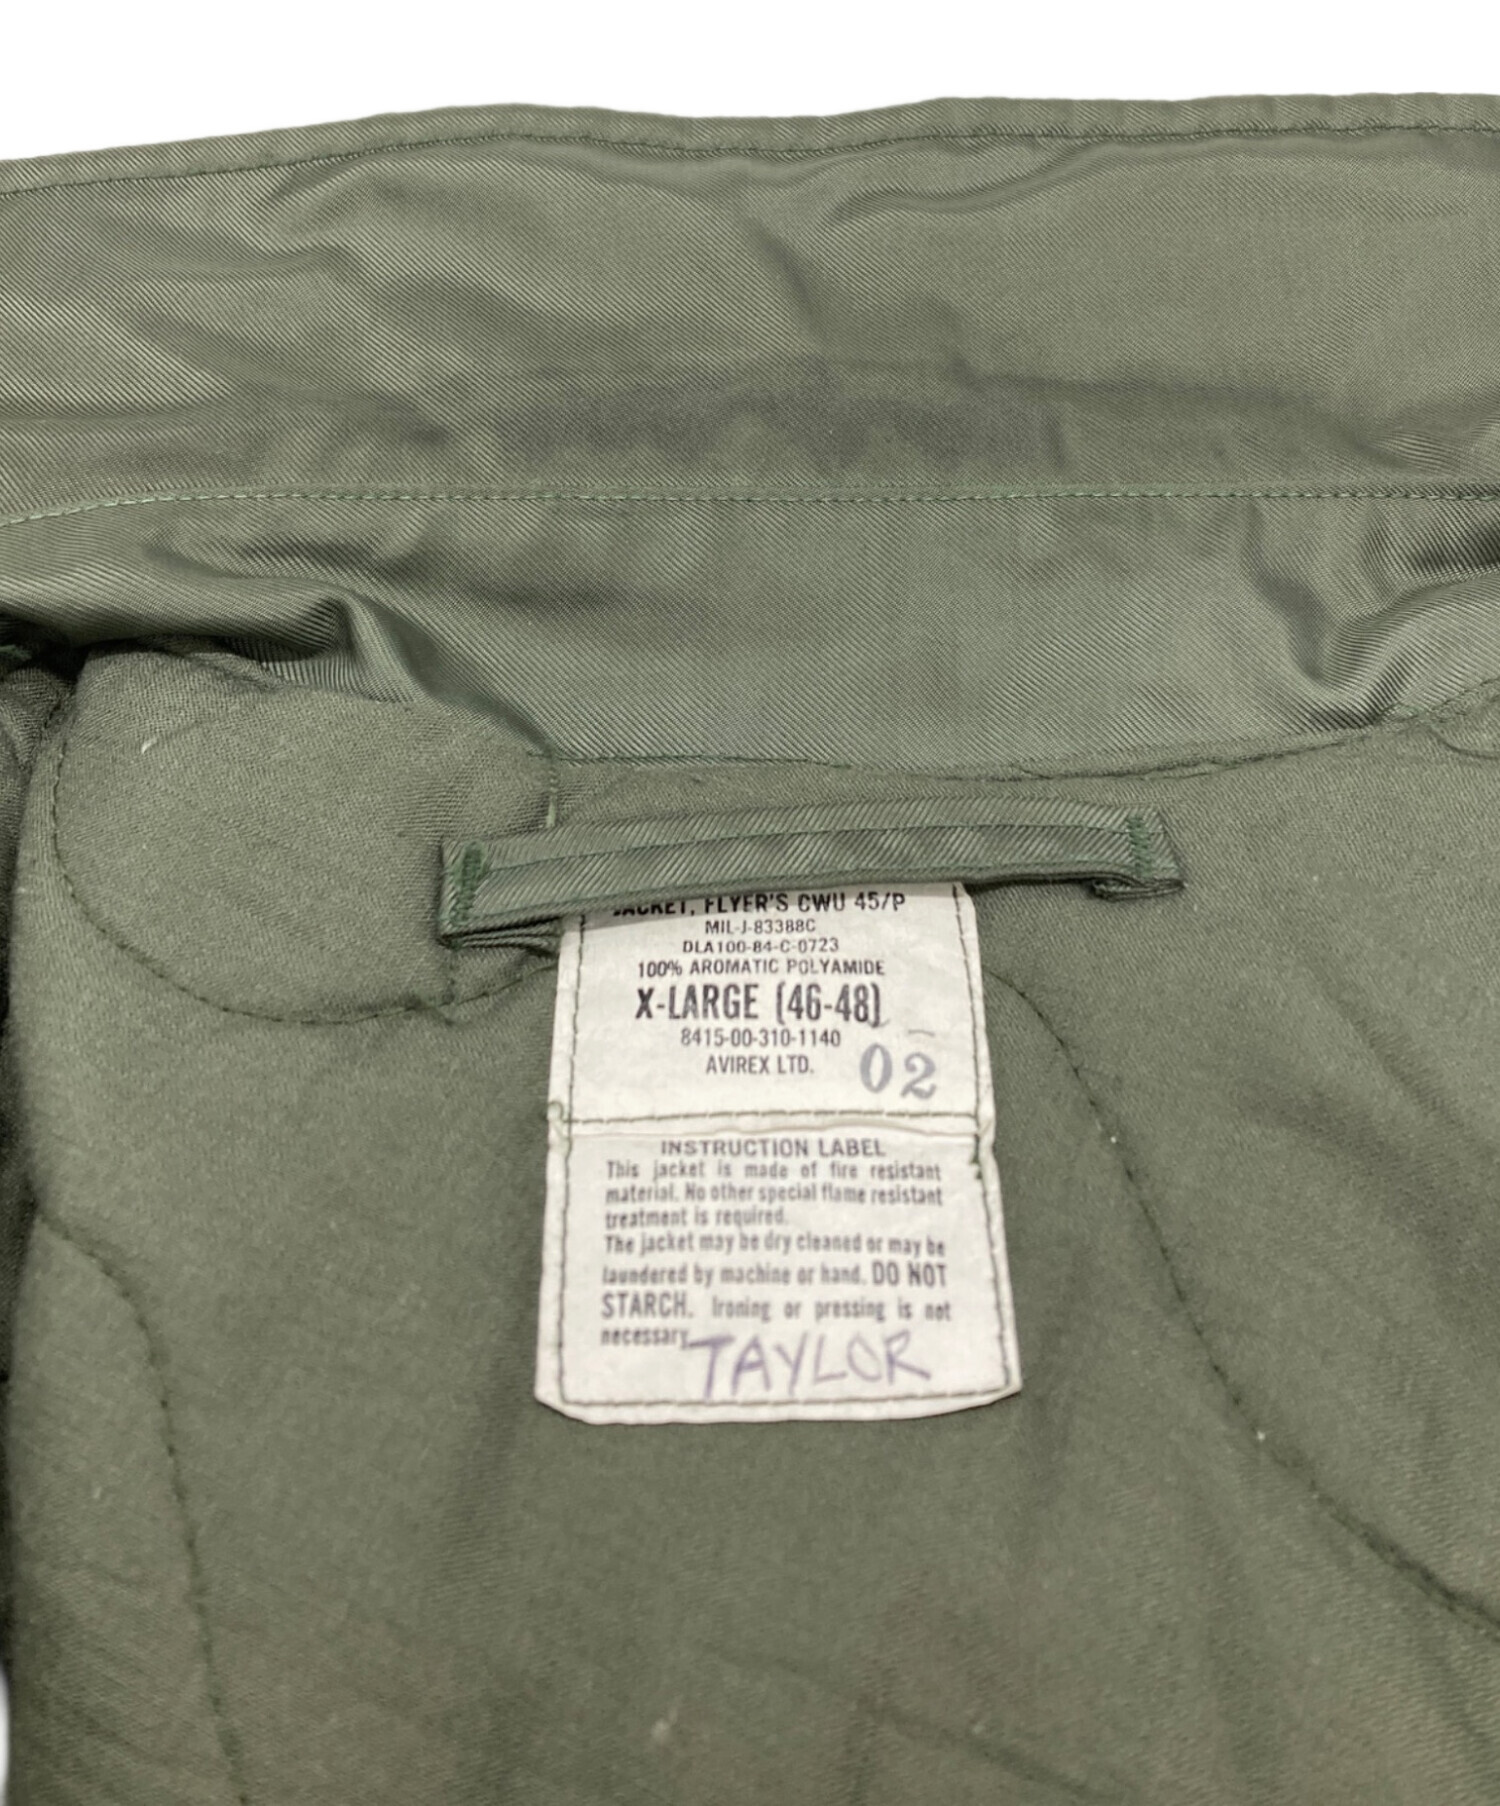 JACKET, FLYER'S CWU 45/P
MIL-J-83388C
DLA100-84-C-0723
100% AROMATIC POLYAMIDE
X-LARGE (46-48)
8415-00-310-1140
AVIREX LTD.
02
INSTRUCTION LABEL
This jacket is made of fire resistant
material. No other special flame resistant
treatment is required.
The jacket may be dry cleaned or may be
laundered by machine or hand. DO NOT
STARCH. Ironing or pressing is not
necessary.
TAYLOR